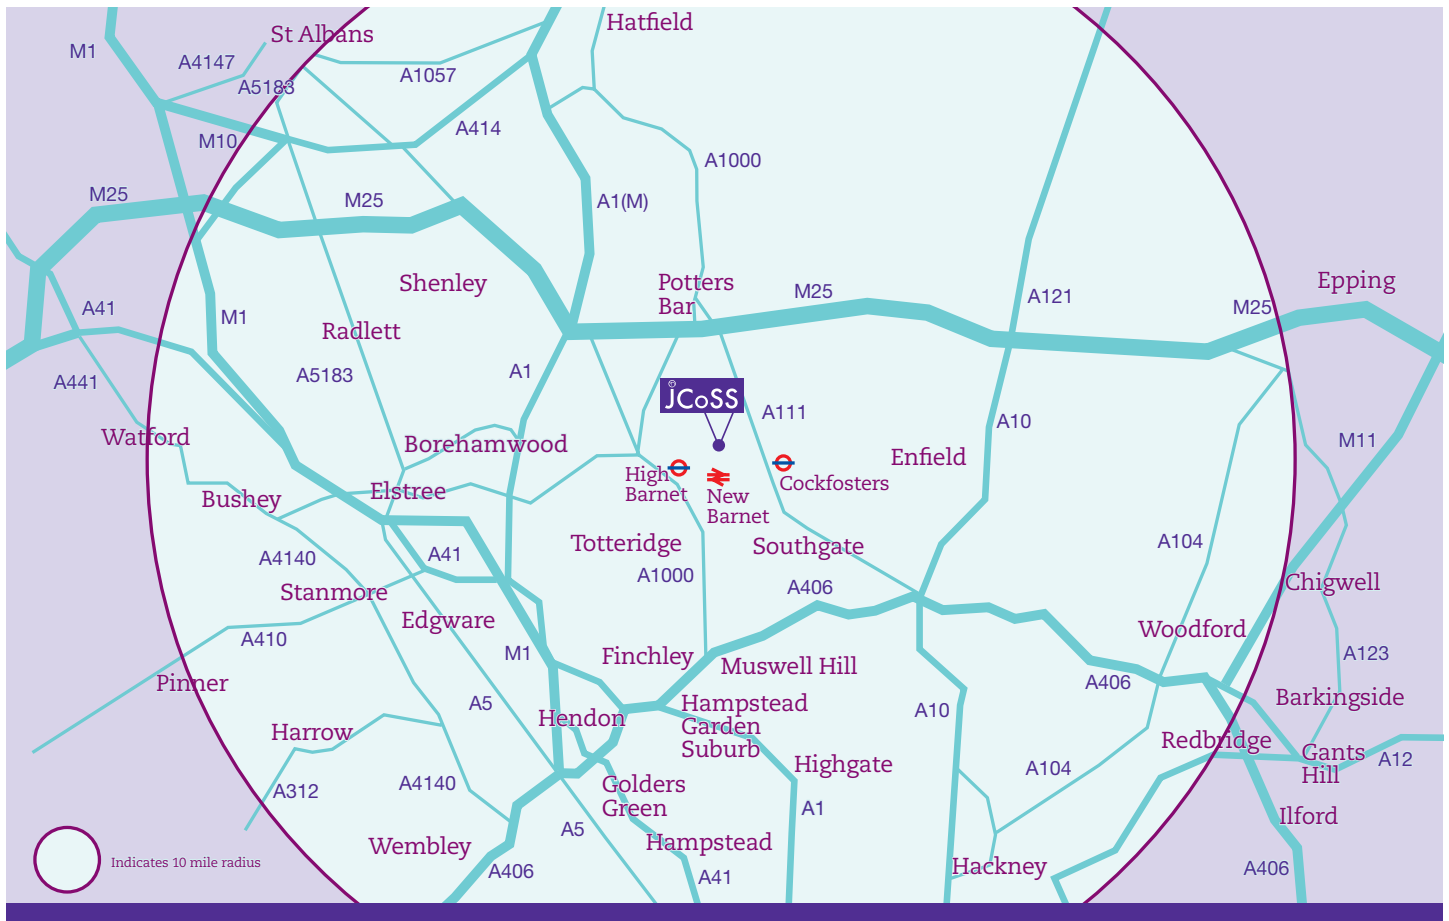 Hatfield
St Albans
M1
A4147
A1057
A5183
A414
M10
A1000
M25
M25
A1(M)
Shenley
Potters
Bar
M25
A121
Epping
M25
A41
M1
Radlett
A5183
A441
A1
JCoSS
A111
A10
M11
Watford
Borehamwood
Enfield
High
Barnet
New
Barnet
Cockfosters
Bushey
Elstree
A4140
A41
Totteridge
Southgate
A104
A1000
A406
Chigwell
Stanmore
Edgware
A410
Woodford
M1
Finchley
Muswell Hill
A123
Pinner
A406
Barkingside
A5
Hendon
Hampstead
Garden
Suburb
A10
Harrow
Redbridge
Gants
Hill
A12
A312
A4140
Golders
Green
Highgate
A104
A1
A5
Ilford
Wembley
Hampstead
Hackney
A406
A41
A406
Indicates 10 mile radius